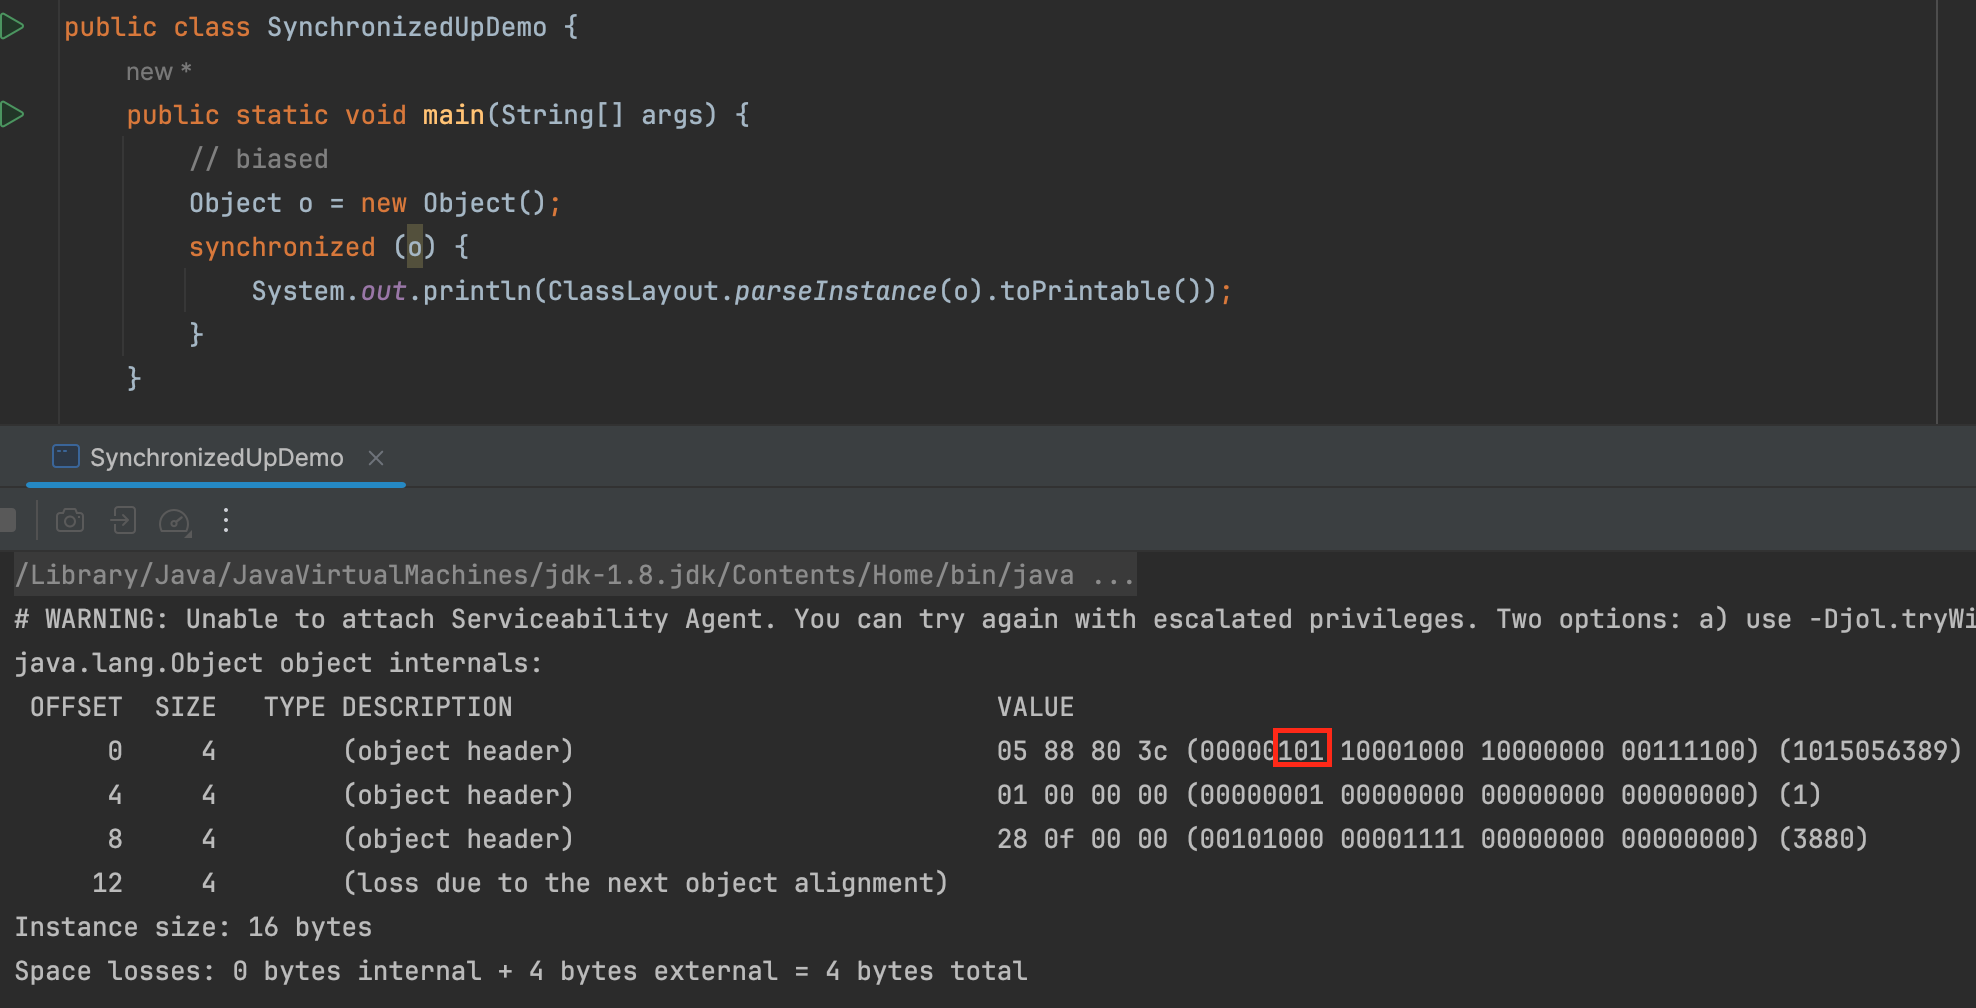 public class SynchronizedUpDemo {
new *
public static void main(String[] args) {
// biased
Object o = new Object();
synchronized (o) {
System.out.println(ClassLayout.parseInstance(o).toPrintable());
}
}
SynchronizedUpDemo
/Library/Java/JavaVirtualMachines/jdk-1.8.jdk/Contents/Home/bin/java ...
# WARNING: Unable to attach Serviceability Agent. You can try again with escalated privileges. Two options: a) use -Djol.tryWi
java.lang.Object object internals:
OFFSET SIZE TYPE DESCRIPTION VALUE
0 4 (object header) 05 88 80 3c (00000101 10001000 10000000 00111100) (1015056389)
4 4 (object header) 01 00 00 00 (00000001 00000000 00000000 00000000) (1)
8 4 (object header) 28 0f 00 00 (00101000 00001111 00000000 00000000) (3880)
12 4 (loss due to the next object alignment)
Instance size: 16 bytes
Space losses: 0 bytes internal + 4 bytes external = 4 bytes total